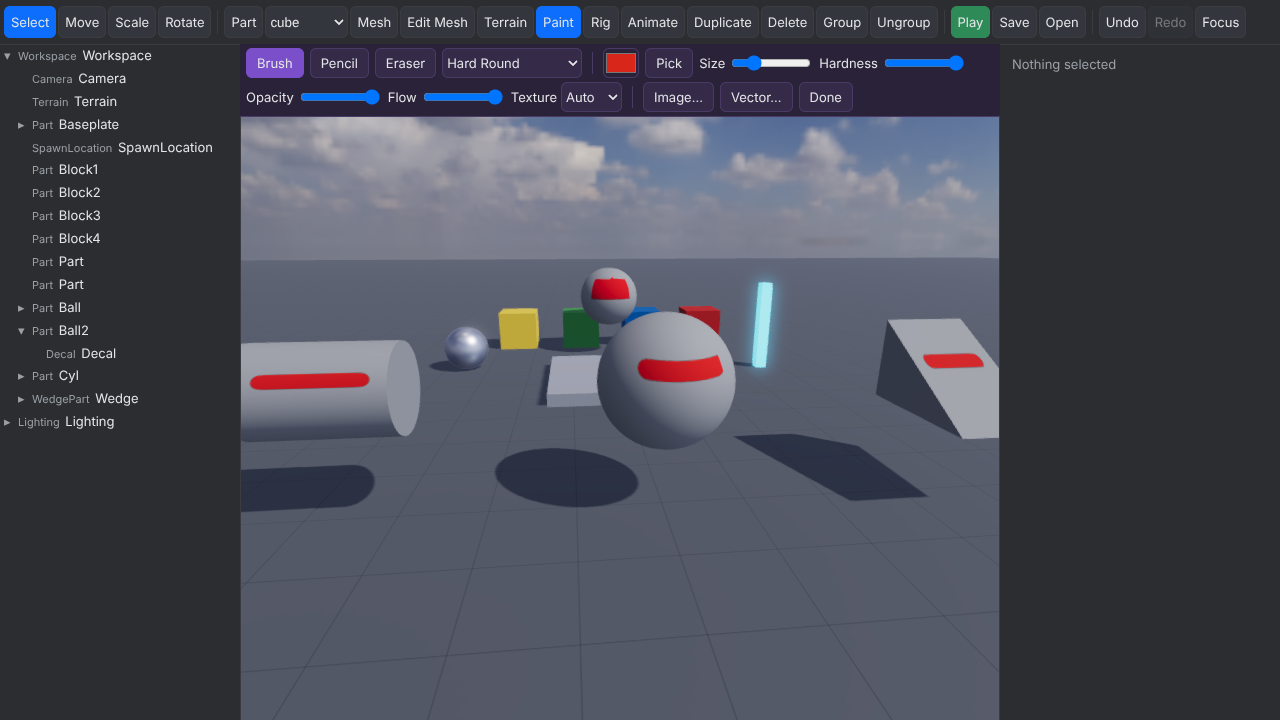 Select Move Scale Rotate Part cube Mesh Edit Mesh Terrain Paint Rig Animate Duplicate Delete Group Ungroup Play Save Open Undo Redo Focus
Brush Pencil Eraser Hard Round Pick Size Hardness
Opacity Flow Texture Auto Image... Vector... Done
Workspace Workspace
Camera Camera
Terrain Terrain
Part Baseplate
SpawnLocation SpawnLocation
Part Block1
Part Block2
Part Block3
Part Block4
Part Part
Part Part
Part Ball
Part Ball2
Decal Decal
Part Cyl
WedgePart Wedge
Lighting Lighting
Nothing selected